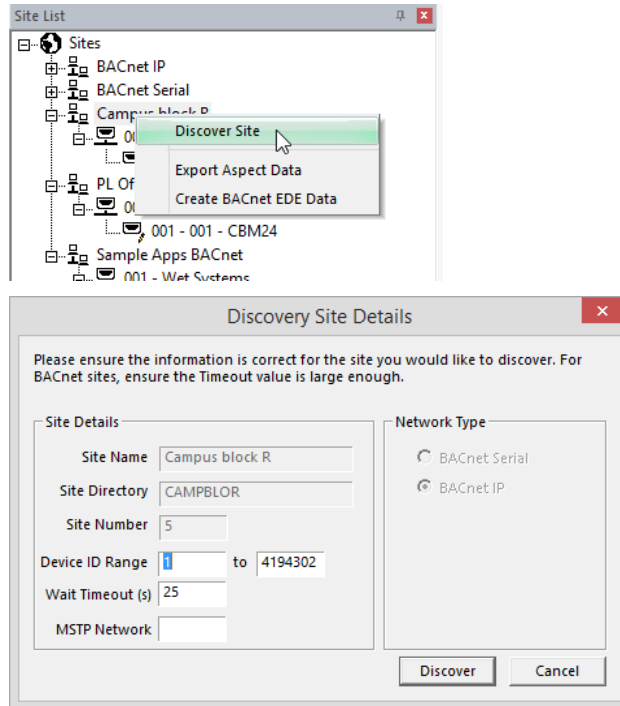 Site List
Sites
BACnet IP
BACnet Serial
Campus block R
Discover Site
Export Aspect Data
PL Of
Create BACnet EDE Data
001 - 001 - CBM24
Sample Apps BACnet
001 - Wet Systems
Discovery Site Details
Please ensure the information is correct for the site you would like to discover. For
BACnet sites, ensure the Timeout value is large enough.
Site Details
Network Type
Site Name Campus block R
BACnet Serial
Site Directory CAMPBLOR
BACnet IP
Site Number 5
Device ID Range 1 to 4194302
Wait Timeout (s) 25
MSTP Network
Discover Cancel